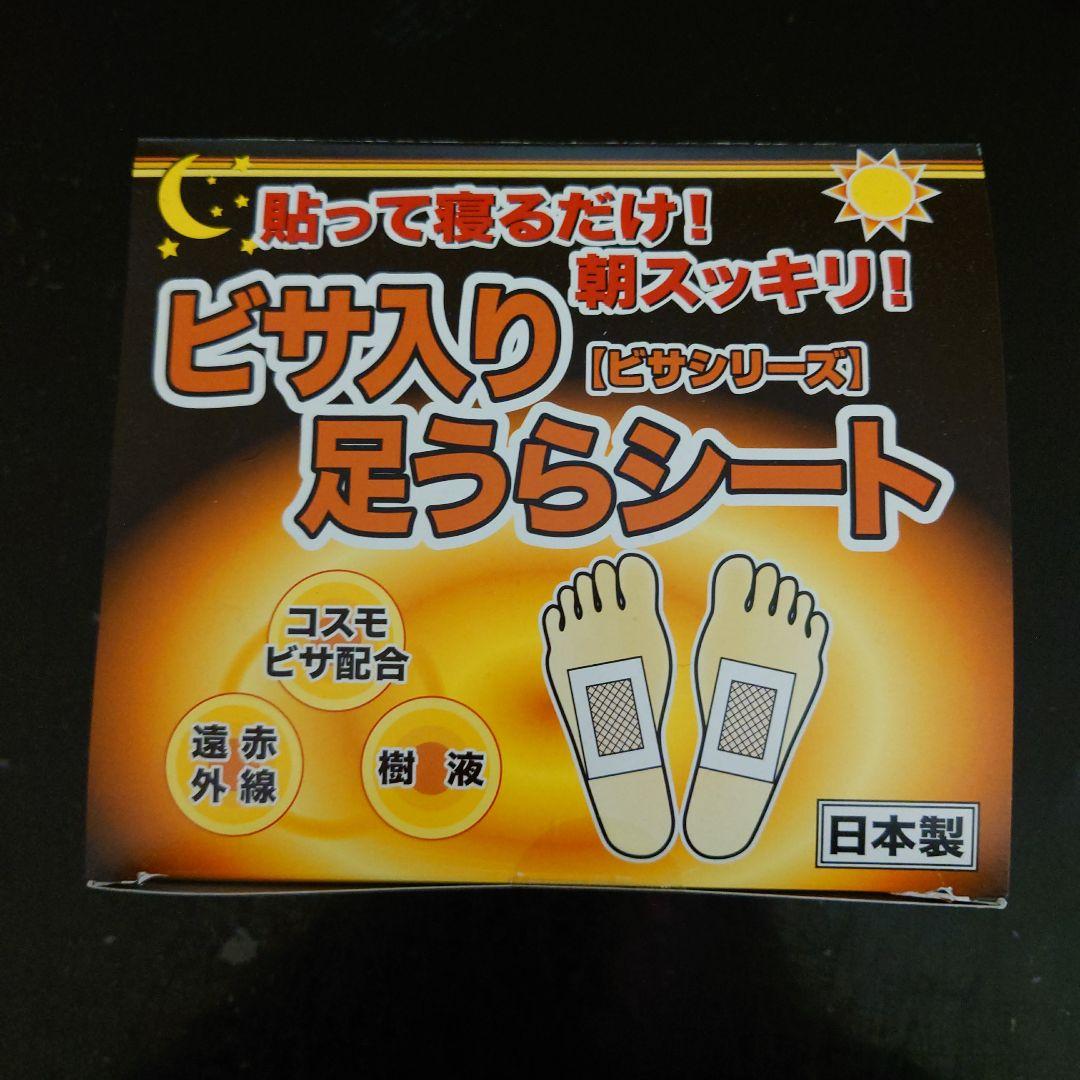 貼って寝るだけ!
朝スッキリ!
ビサ入り
【ビサシリーズ】
足うらシート
コスモ
ビサ配合
遠赤
外線
樹液
日本製